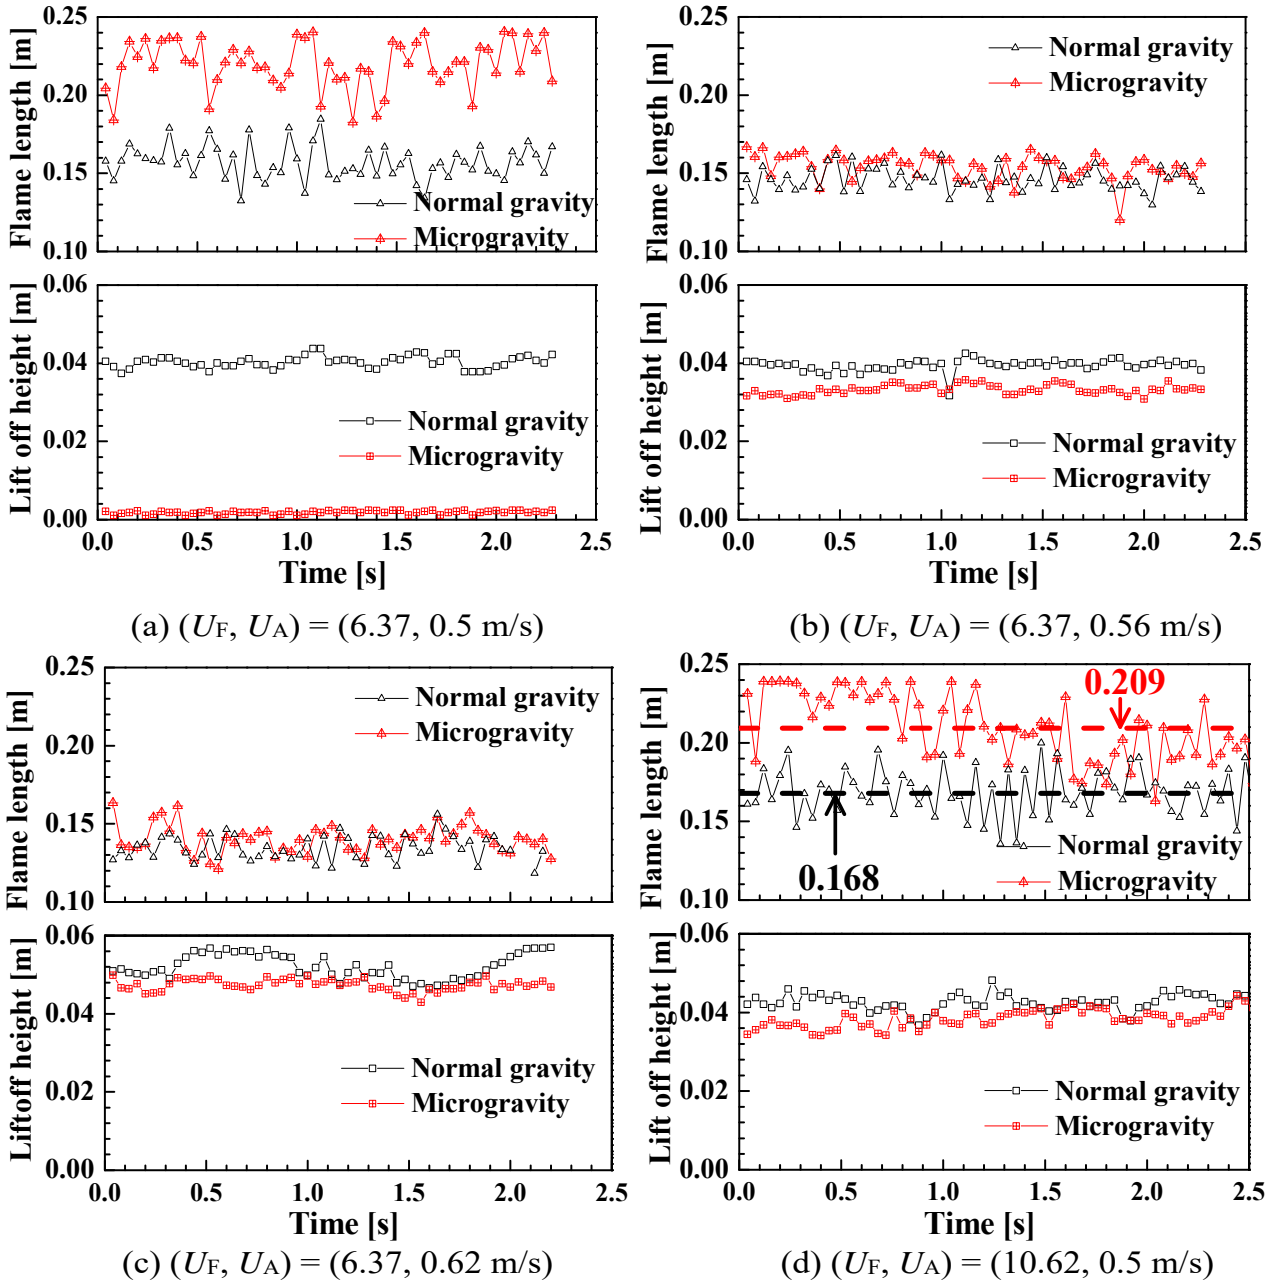 0.25
0.20
0.15
0.10
Flame length [m]
Normal gravity
Microgravity
0.06
0.04
0.02
0.00
Lift off height [m]
Normal gravity
Microgravity
0.0 0.5 1.0 1.5 2.0 2.5
Time [s]
(a) (UF, UA) = (6.37, 0.5 m/s)
0.25
0.20
0.15
0.10
Flame length [m]
Normal gravity
Microgravity
0.06
0.04
0.02
0.00
Lift off height [m]
Normal gravity
Microgravity
0.0 0.5 1.0 1.5 2.0 2.5
Time [s]
(b) (UF, UA) = (6.37, 0.56 m/s)
0.25
0.20
0.15
0.10
Flame length [m]
Normal gravity
Microgravity
0.06
0.04
0.02
0.00
Liftoff height [m]
Normal gravity
Microgravity
0.0 0.5 1.0 1.5 2.0 2.5
Time [s]
(c) (UF, UA) = (6.37, 0.62 m/s)
0.25
0.20
0.15
0.10
Flame length [m]
0.209
0.168
Normal gravity
Microgravity
0.06
0.04
0.02
0.00
Lift off height [m]
Normal gravity
Microgravity
0.0 0.5 1.0 1.5 2.0 2.5
Time [s]
(d) (UF, UA) = (10.62, 0.5 m/s)